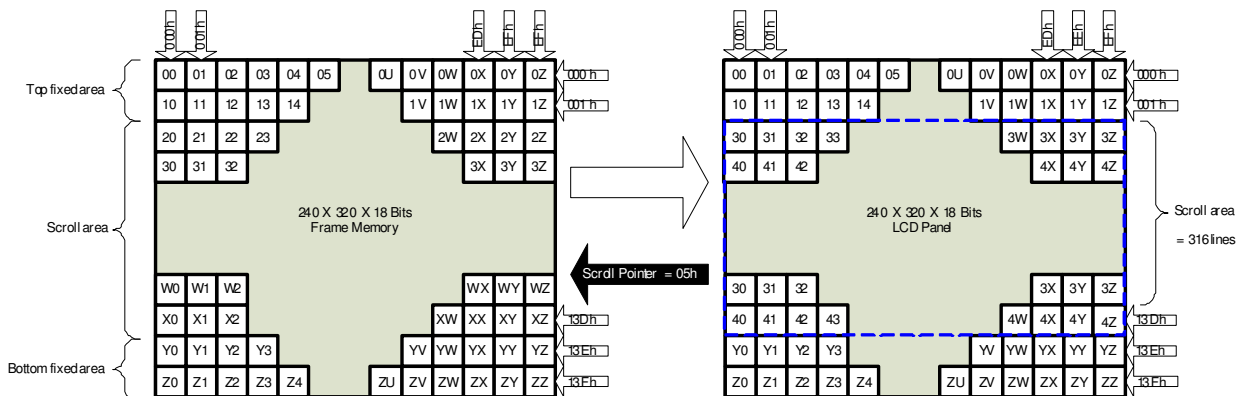 000h 001h EDh EFh EFh 000h 001h EDh EEh EFh
00 01 02 03 04 05 0U 0V 0W 0X 0Y 0Z 000h 00 01 02 03 04 05 0U 0V 0W 0X 0Y 0Z 000h
Top fixed area
10 11 12 13 14 1V 1W 1X 1Y 1Z 001h 10 11 12 13 14 1V 1W 1X 1Y 1Z 001h
20 21 22 23 2W 2X 2Y 2Z 30 31 32 33 3W 3X 3Y 3Z
30 31 32 3X 3Y 3Z 40 41 42 4X 4Y 4Z
240 X 320 X 18 Bits 240 X 320 X 18 Bits Scroll area
Scroll area Frame Memory LCD Panel
= 316 lines
Scroll Pointer = 05h
W0 W1 W2 WX WY WZ 30 31 32 3X 3Y 3Z
X0 X1 X2 XW XX XY XZ 13Dh 40 41 42 43 4W 4X 4Y 4Z 13Dh
Y0 Y1 Y2 Y3 YV YW YX YY YZ 13Eh Y0 Y1 Y2 Y3 YV YW YX YY YZ 13Eh
Bottom fixed area
Z0 Z1 Z2 Z3 Z4 ZU ZV ZW ZX ZY ZZ 13Fh Z0 Z1 Z2 Z3 Z4 ZU ZV ZW ZX ZY ZZ 13Fh